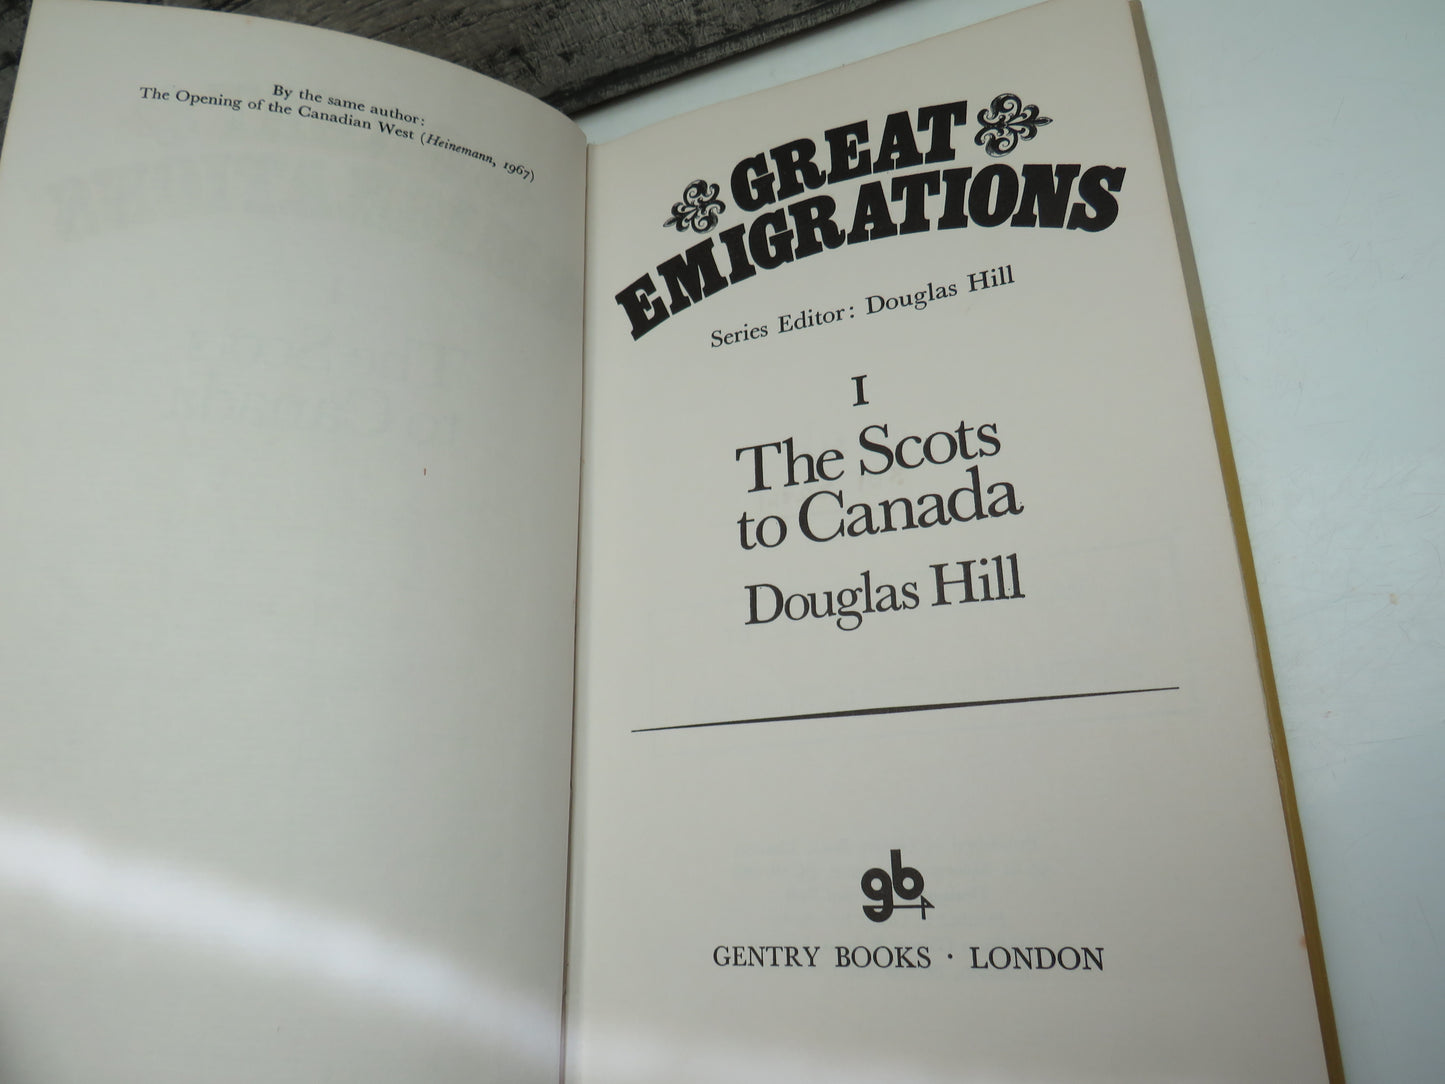 By the same author:
The Opening of the Canadian West (Heinemann, 1967)
GREAT
EMIGRATIONS
Series Editor: Douglas Hill
I
The Scots
to Canada
Douglas Hill
gb
GENTRY BOOKS · LONDON